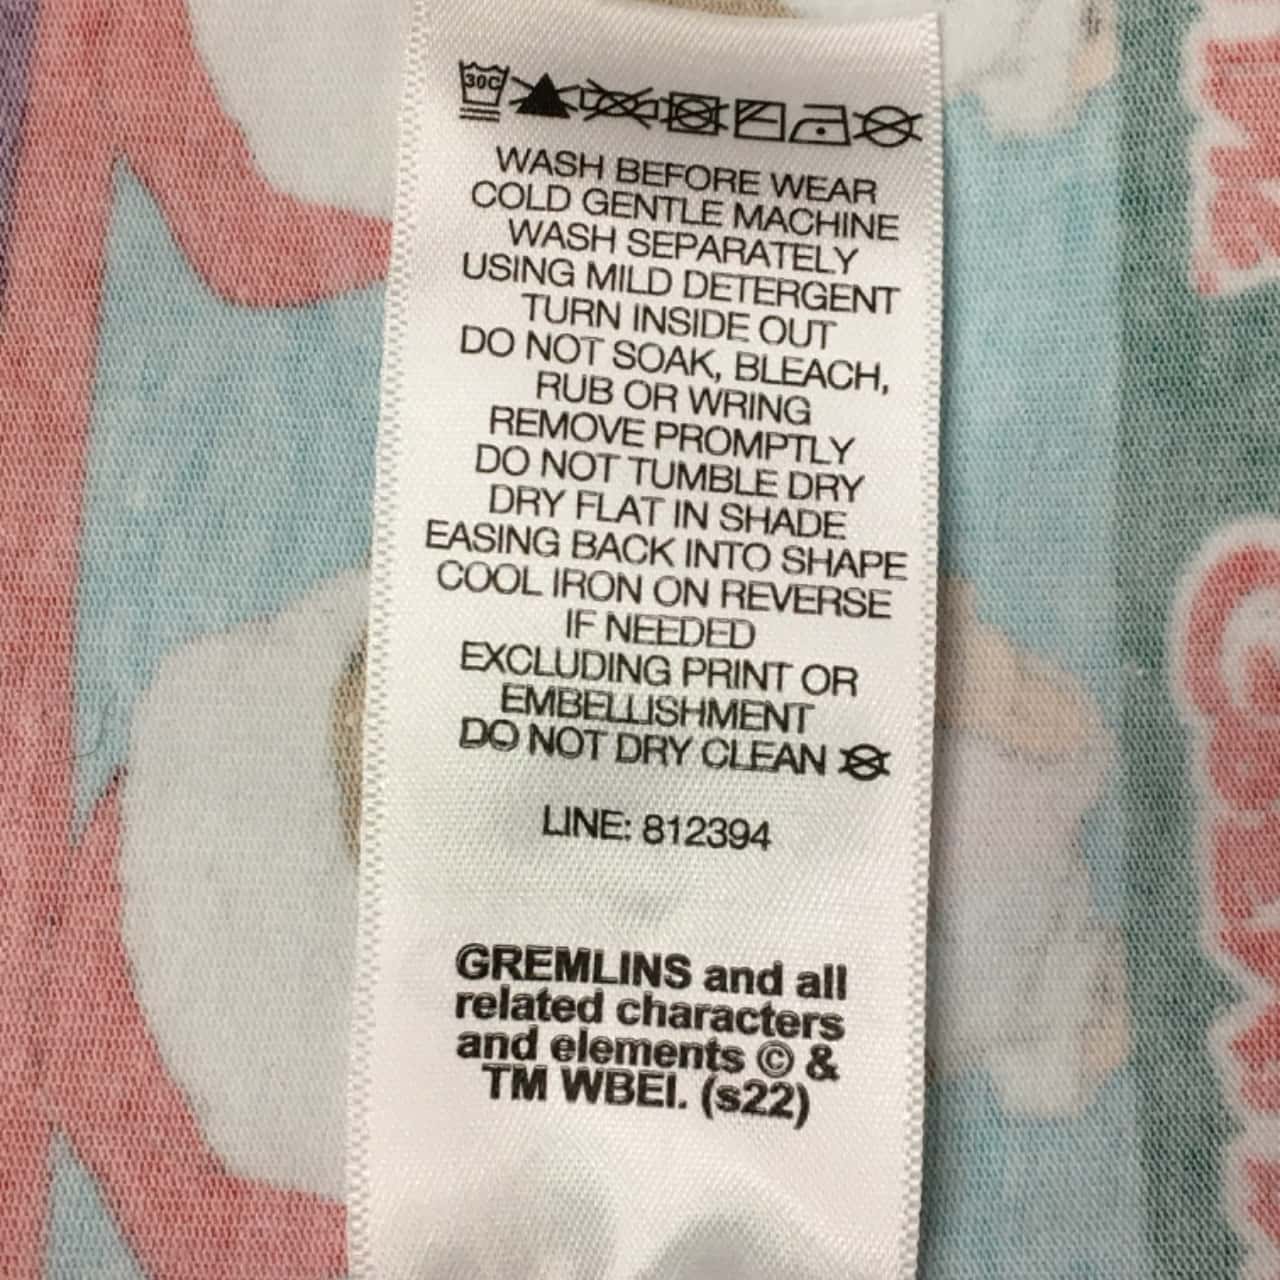 30C
WASH BEFORE WEAR
COLD GENTLE MACHINE
WASH SEPARATELY
USING MILD DETERGENT
TURN INSIDE OUT
DO NOT SOAK, BLEACH,
RUB OR WRING
REMOVE PROMPTLY
DO NOT TUMBLE DRY
DRY FLAT IN SHADE
EASING BACK INTO SHAPE
COOL IRON ON REVERSE
IF NEEDED
EXCLUDING PRINT OR
EMBELLISHMENT
DO NOT DRY CLEAN
LINE: 812394
GREMLINS and all
related characters
and elements © &
TM WBEI. (s22)